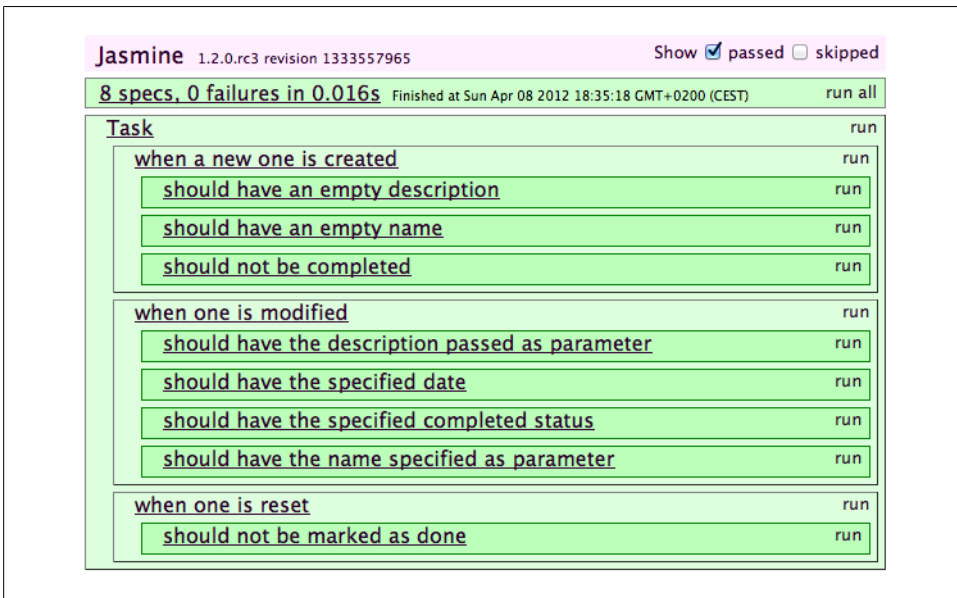 Jasmine 1.2.0.rc3 revision 1333557965 Show passed skipped
8 specs, 0 failures in 0.016s Finished at Sun Apr 08 2012 18:35:18 GMT+0200 (CEST) run all
Task run
when a new one is created run
should have an empty description run
should have an empty name run
should not be completed run
when one is modified run
should have the description passed as parameter run
should have the specified date run
should have the specified completed status run
should have the name specified as parameter run
when one is reset run
should not be marked as done run